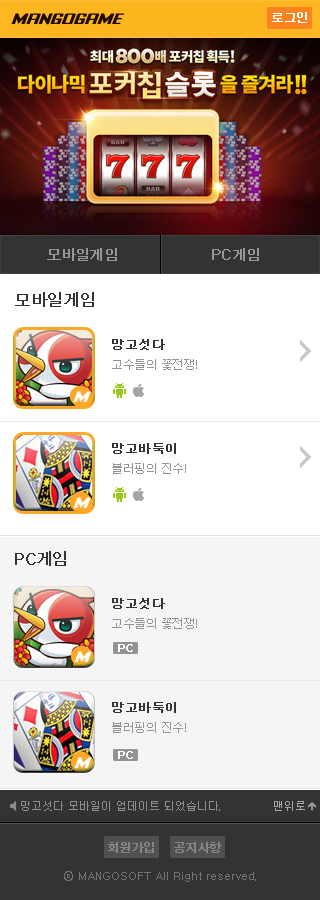 MANGOGAME
로그인
최대 800배 포커칩 획득!
다이나믹 포커칩슬롯을 즐겨라!!
BAR BAR
7 7 7
BAR
모바일게임 PC게임
모바일게임
망고섯다
고수들의 꽃전쟁!
M
망고바둑이
블러핑의 진수!
M
PC게임
망고섯다
고수들의 꽃전쟁!
PC
M
망고바둑이
블러핑의 진수!
PC
M
망고섯다 모바일이 업데이트 되었습니다. 맨위로
회원가입 공지사항
© MANGOSOFT All Right reserved.